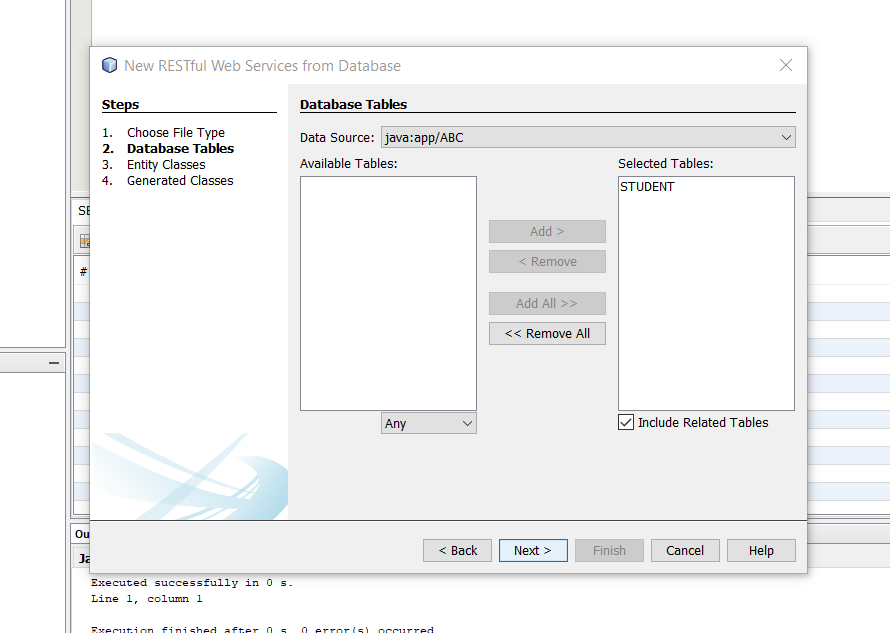 New RESTful Web Services from Database
Steps
1. Choose File Type
2. Database Tables
3. Entity Classes
4. Generated Classes
Database Tables
Data Source: java:app/ABC
Available Tables:
Selected Tables:
STUDENT
Add >
< Remove
Add All >>
<< Remove All
Any
Include Related Tables
< Back
Next >
Finish
Cancel
Help
#
Executed successfully in 0 s.
Line 1, column 1
Execution finished after 0 s, 0 error(s) occurred.